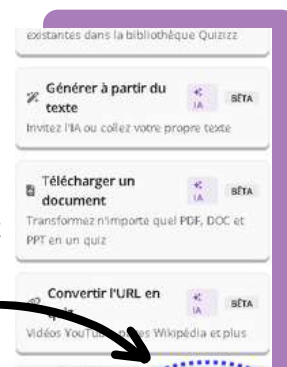 existantes dans la bibliothèque Quizizz
Générer à partir du
texte
IA
BÊTA
Invitez l'IA ou collez votre propre texte
Télécharger un
document
IA
BÊTA
Transformez n'importe quel PDF, DOC et
PPT en un quiz
Convertir l'URL en
quiz
IA
BÊTA
Vidéos YouTube, pages Wikipédia et plus